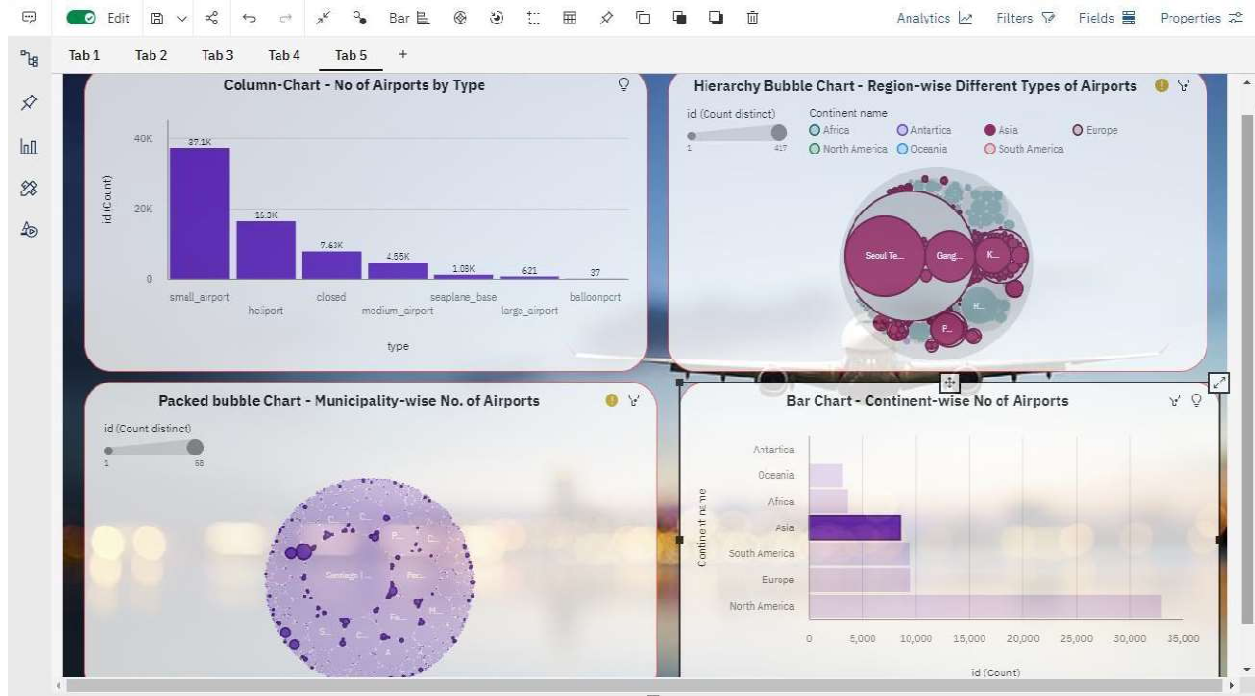 Edit Bar Analytics Filters Fields Properties
Tab 1 Tab 2 Tab 3 Tab 4 Tab 5 +
Column-Chart - No of Airports by Type
id (Count)
40K
20K
0
37.1K
7.63K
4.55K
621
37
small_airport
heliport
closed
medium_airport
seaplane_base
large_airport
balloonport
type
Hierarchy Bubble Chart - Region-wise Different Types of Airports
id (Count distinct)
1 417
Continent name
Africa Antartica Asia Europe
North America Oceania South America
Seoul Te...
Gang...
K...
H...
P...
Packed bubble Chart - Municipality-wise No. of Airports
id (Count distinct)
C... C...
P... C...
Santiago |...
M...
S... C...
A
Bar Chart - Continent-wise No of Airports
Continent name
Antartica
Oceania
Africa
Asia
South America
Europe
North America
0 5,000 10,000 15,000 20,000 25,000 30,000 35,000
id (Count)